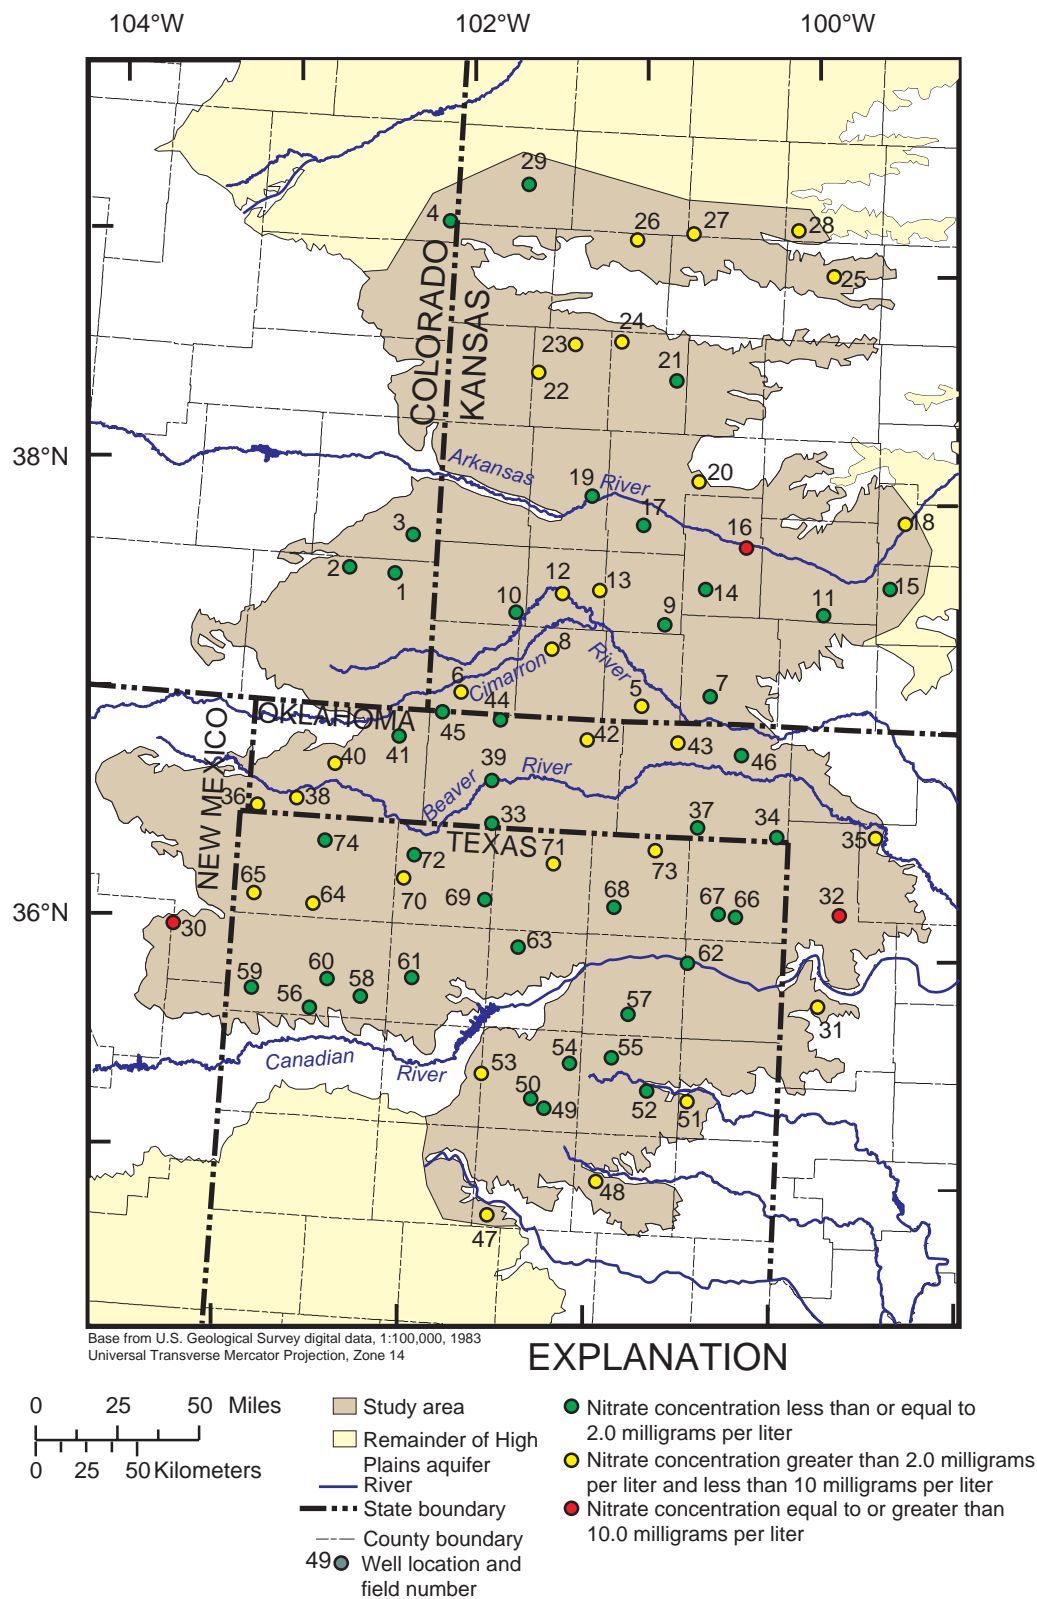 104°W 102°W 100°W
29
4
26 27 28
25
COLORADO
KANSAS
24
23
21
22
38°N
Arkansas River
20
19
17
18
16
3
2
1
12 13
14
15
10
11
9
8
Cimarron River
6
7
5
44
OKLAHOMA
45
42
43
41
40
46
NEW MEXICO
39
River
Beaver
36 38
33
37
34
35
TEXAS
74
72
71
73
65
64
70
69
68
67 66
32
36°N
30
63
62
59
60
58
61
56
57
31
Canadian River
54
55
53
50
49
52
51
48
47
Base from U.S. Geological Survey digital data, 1:100,000, 1983
Universal Transverse Mercator Projection, Zone 14
EXPLANATION
0 25 50 Miles
0 25 50 Kilometers
Study area
Remainder of High
Plains aquifer
River
State boundary
County boundary
49 Well location and
field number
Nitrate concentration less than or equal to
2.0 milligrams per liter
Nitrate concentration greater than 2.0 milligrams
per liter and less than 10 milligrams per liter
Nitrate concentration equal to or greater than
10.0 milligrams per liter